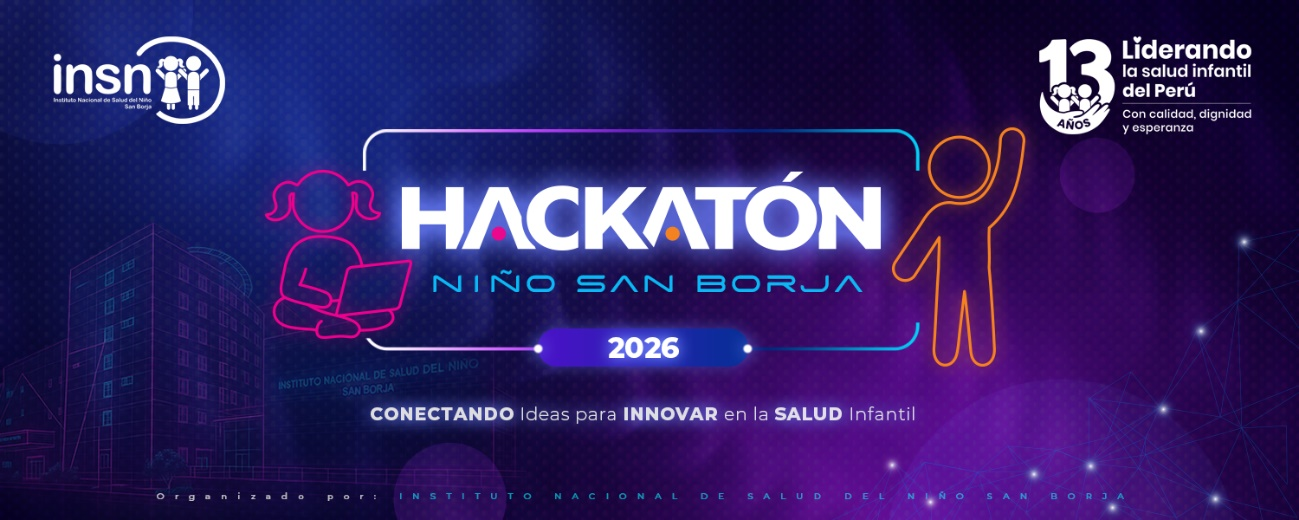 insn
Instituto Nacional de Salud del Niño
San Borja
13
AÑOS
Liderando
la salud infantil
del Perú
Con calidad, dignidad
y esperanza
HACKATÓN
NIÑO SAN BORJA
2026
INSTITUTO NACIONAL DE SALUD DEL NIÑO
SAN BORJA
CONECTANDO Ideas para INNOVAR en la SALUD Infantil
Organizado por: INSTITUTO NACIONAL DE SALUD DEL NIÑO SAN BORJA